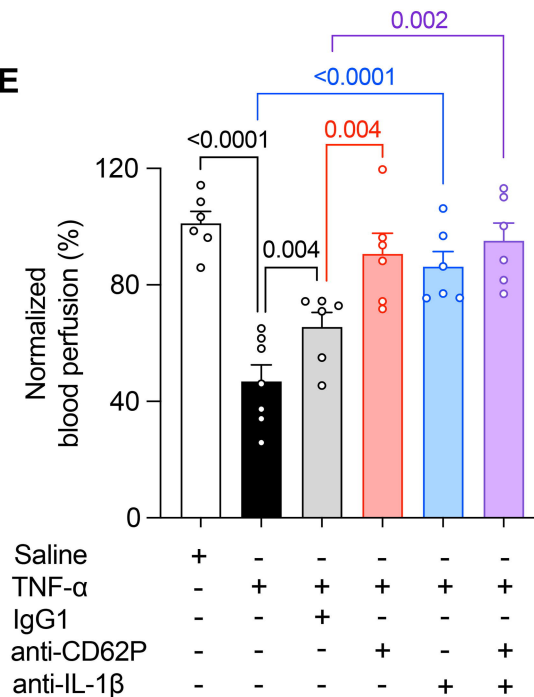 0.002
E
<0.0001
<0.0001
0.004
0.004
120
80
40
0
Normalized
blood perfusion (%)
Saline + - - - - -
TNF-α - + + + + +
IgG1 - - + - - -
anti-CD62P - - - + - +
anti-IL-1β - - - - + +